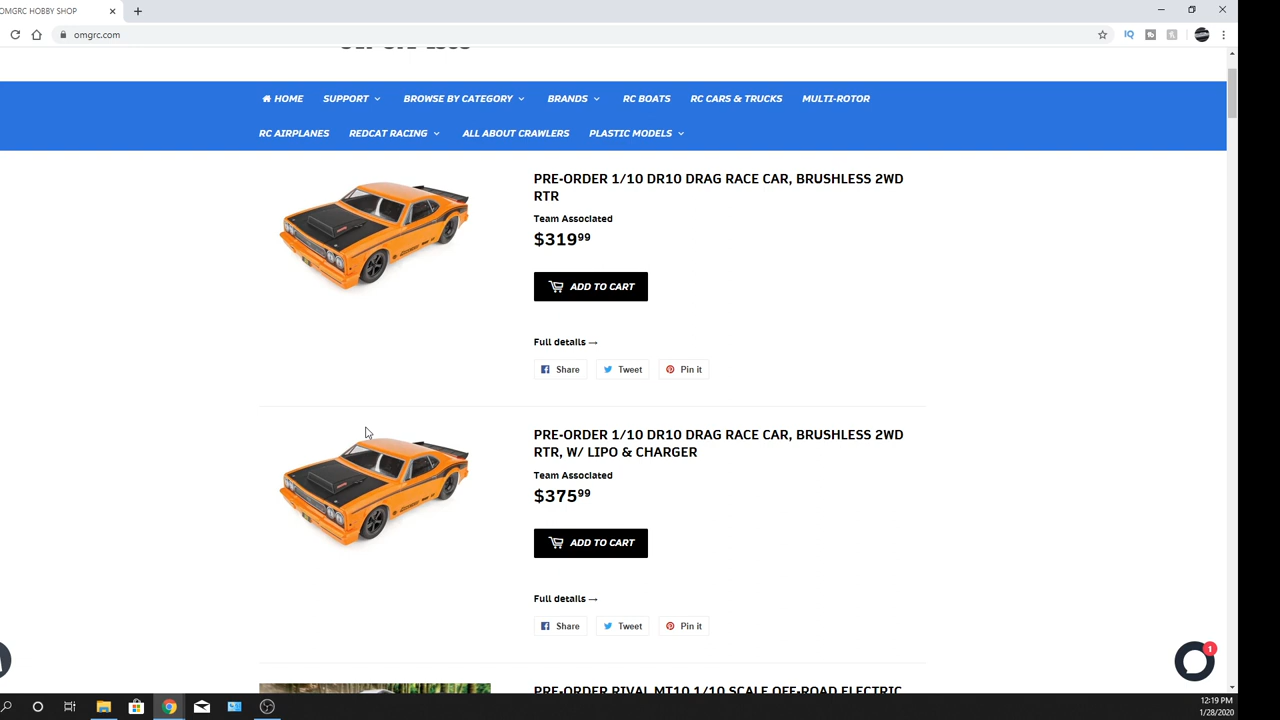 OMGRC HOBBY SHOP
omgrc.com
HOME SUPPORT BROWSE BY CATEGORY BRANDS RC BOATS RC CARS & TRUCKS MULTI-ROTOR
RC AIRPLANES REDCAT RACING ALL ABOUT CRAWLERS PLASTIC MODELS
PRE-ORDER 1/10 DR10 DRAG RACE CAR, BRUSHLESS 2WD
RTR
Team Associated
$319⁹⁹
ADD TO CART
Full details →
Share Tweet Pin it
PRE-ORDER 1/10 DR10 DRAG RACE CAR, BRUSHLESS 2WD
RTR, W/ LIPO & CHARGER
Team Associated
$375⁹⁹
ADD TO CART
Full details →
Share Tweet Pin it
PRE-ORDER RIVAL MT10 1/10 SCALE OFF-ROAD ELECTRIC
1
12:19 PM
1/28/2020